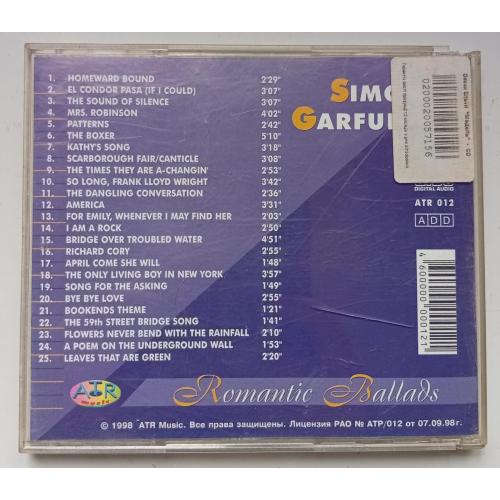 1. HOMEWARD BOUND 2'29"
2. EL CONDOR PASA (IF I COULD) 3'07"
3. THE SOUND OF SILENCE 3'07"
4. MRS. ROBINSON 4'02"
5. PATTERNS 2'42"
6. THE BOXER 5'10"
7. KATHY'S SONG 3'18"
8. SCARBOROUGH FAIR/CANTICLE 3'08"
9. THE TIMES THEY ARE A-CHANGIN' 2'53"
10. SO LONG, FRANK LLOYD WRIGHT 3'42"
11. THE DANGLING CONVERSATION 2'36"
12. AMERICA 3'31"
13. FOR EMILY, WHENEVER I MAY FIND HER 2'03"
14. I AM A ROCK 2'50"
15. BRIDGE OVER TROUBLED WATER 4'51"
16. RICHARD CORY 2'55"
17. APRIL COME SHE WILL 1'48"
18. THE ONLY LIVING BOY IN NEW YORK 3'57"
19. SONG FOR THE ASKING 1'49"
20. BYE BYE LOVE 2'55"
21. BOOKENDS THEME 1'21"
22. THE 59th STREET BRIDGE SONG 1'41"
23. FLOWERS NEVER BEND WITH THE RAINFALL 2'10"
24. A POEM ON THE UNDERGROUND WALL 1'53"
25. LEAVES THAT ARE GREEN 2'20"
SIMO
GARFU
0200020057156
DIGITAL AUDIO
ATR 012
ADD
4600000000121
ATR
music
Romantic Ballads
© 1998 ATR Music. Все права защищены. Лицензия РАО № АТР/012 от 07.09.98г.